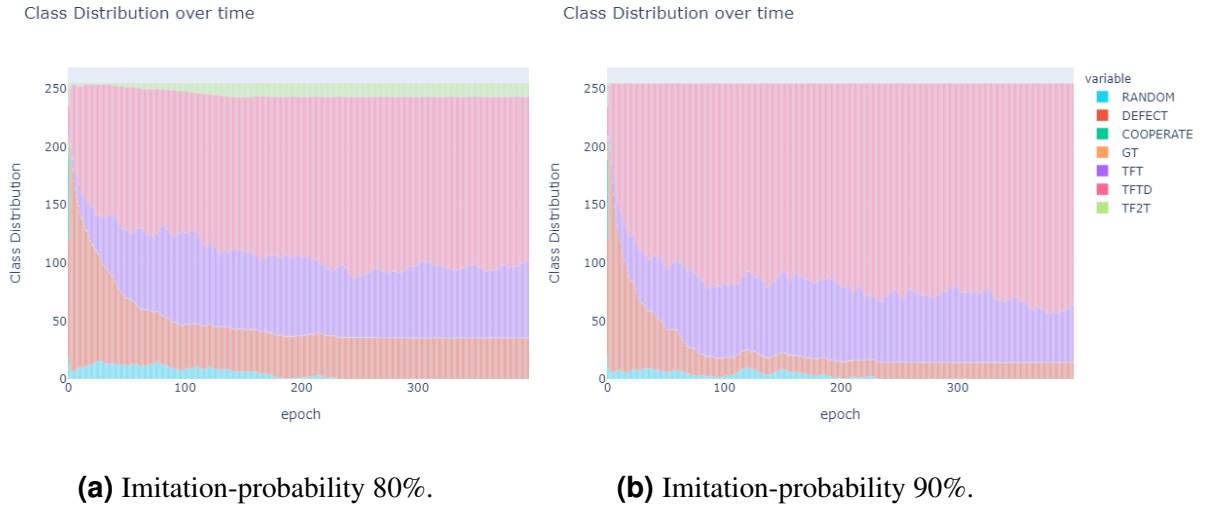 Class Distribution over time
250
200
150
100
50
0
0
100
200
300
Class Distribution
epoch
(a) Imitation-probability 80%.
Class Distribution over time
250
200
150
100
50
0
0
100
200
300
Class Distribution
epoch
variable
RANDOM
DEFECT
COOPERATE
GT
TFT
TFTD
TF2T
(b) Imitation-probability 90%.